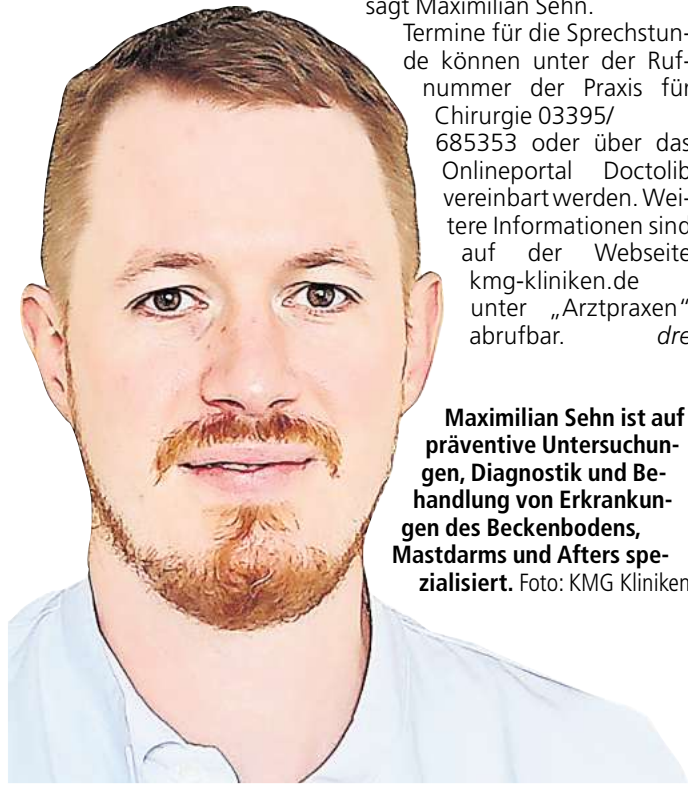 sagt Maximilian Sehn.
Termine für die Sprechstun-
de können unter der Ruf-
nummer der Praxis für
Chirurgie 03395/
685353 oder über das
Onlineportal Doctolib
vereinbart werden. Wei-
tere Informationen sind
auf der Webseite
kmg-kliniken.de
unter „Arztpraxen“
abrufbar. dre
Maximilian Sehn ist auf
präventive Untersuchun-
gen, Diagnostik und Be-
handlung von Erkrankun-
gen des Beckenbodens,
Mastdarms und Afters spe-
zialisiert. Foto: KMG Kliniken